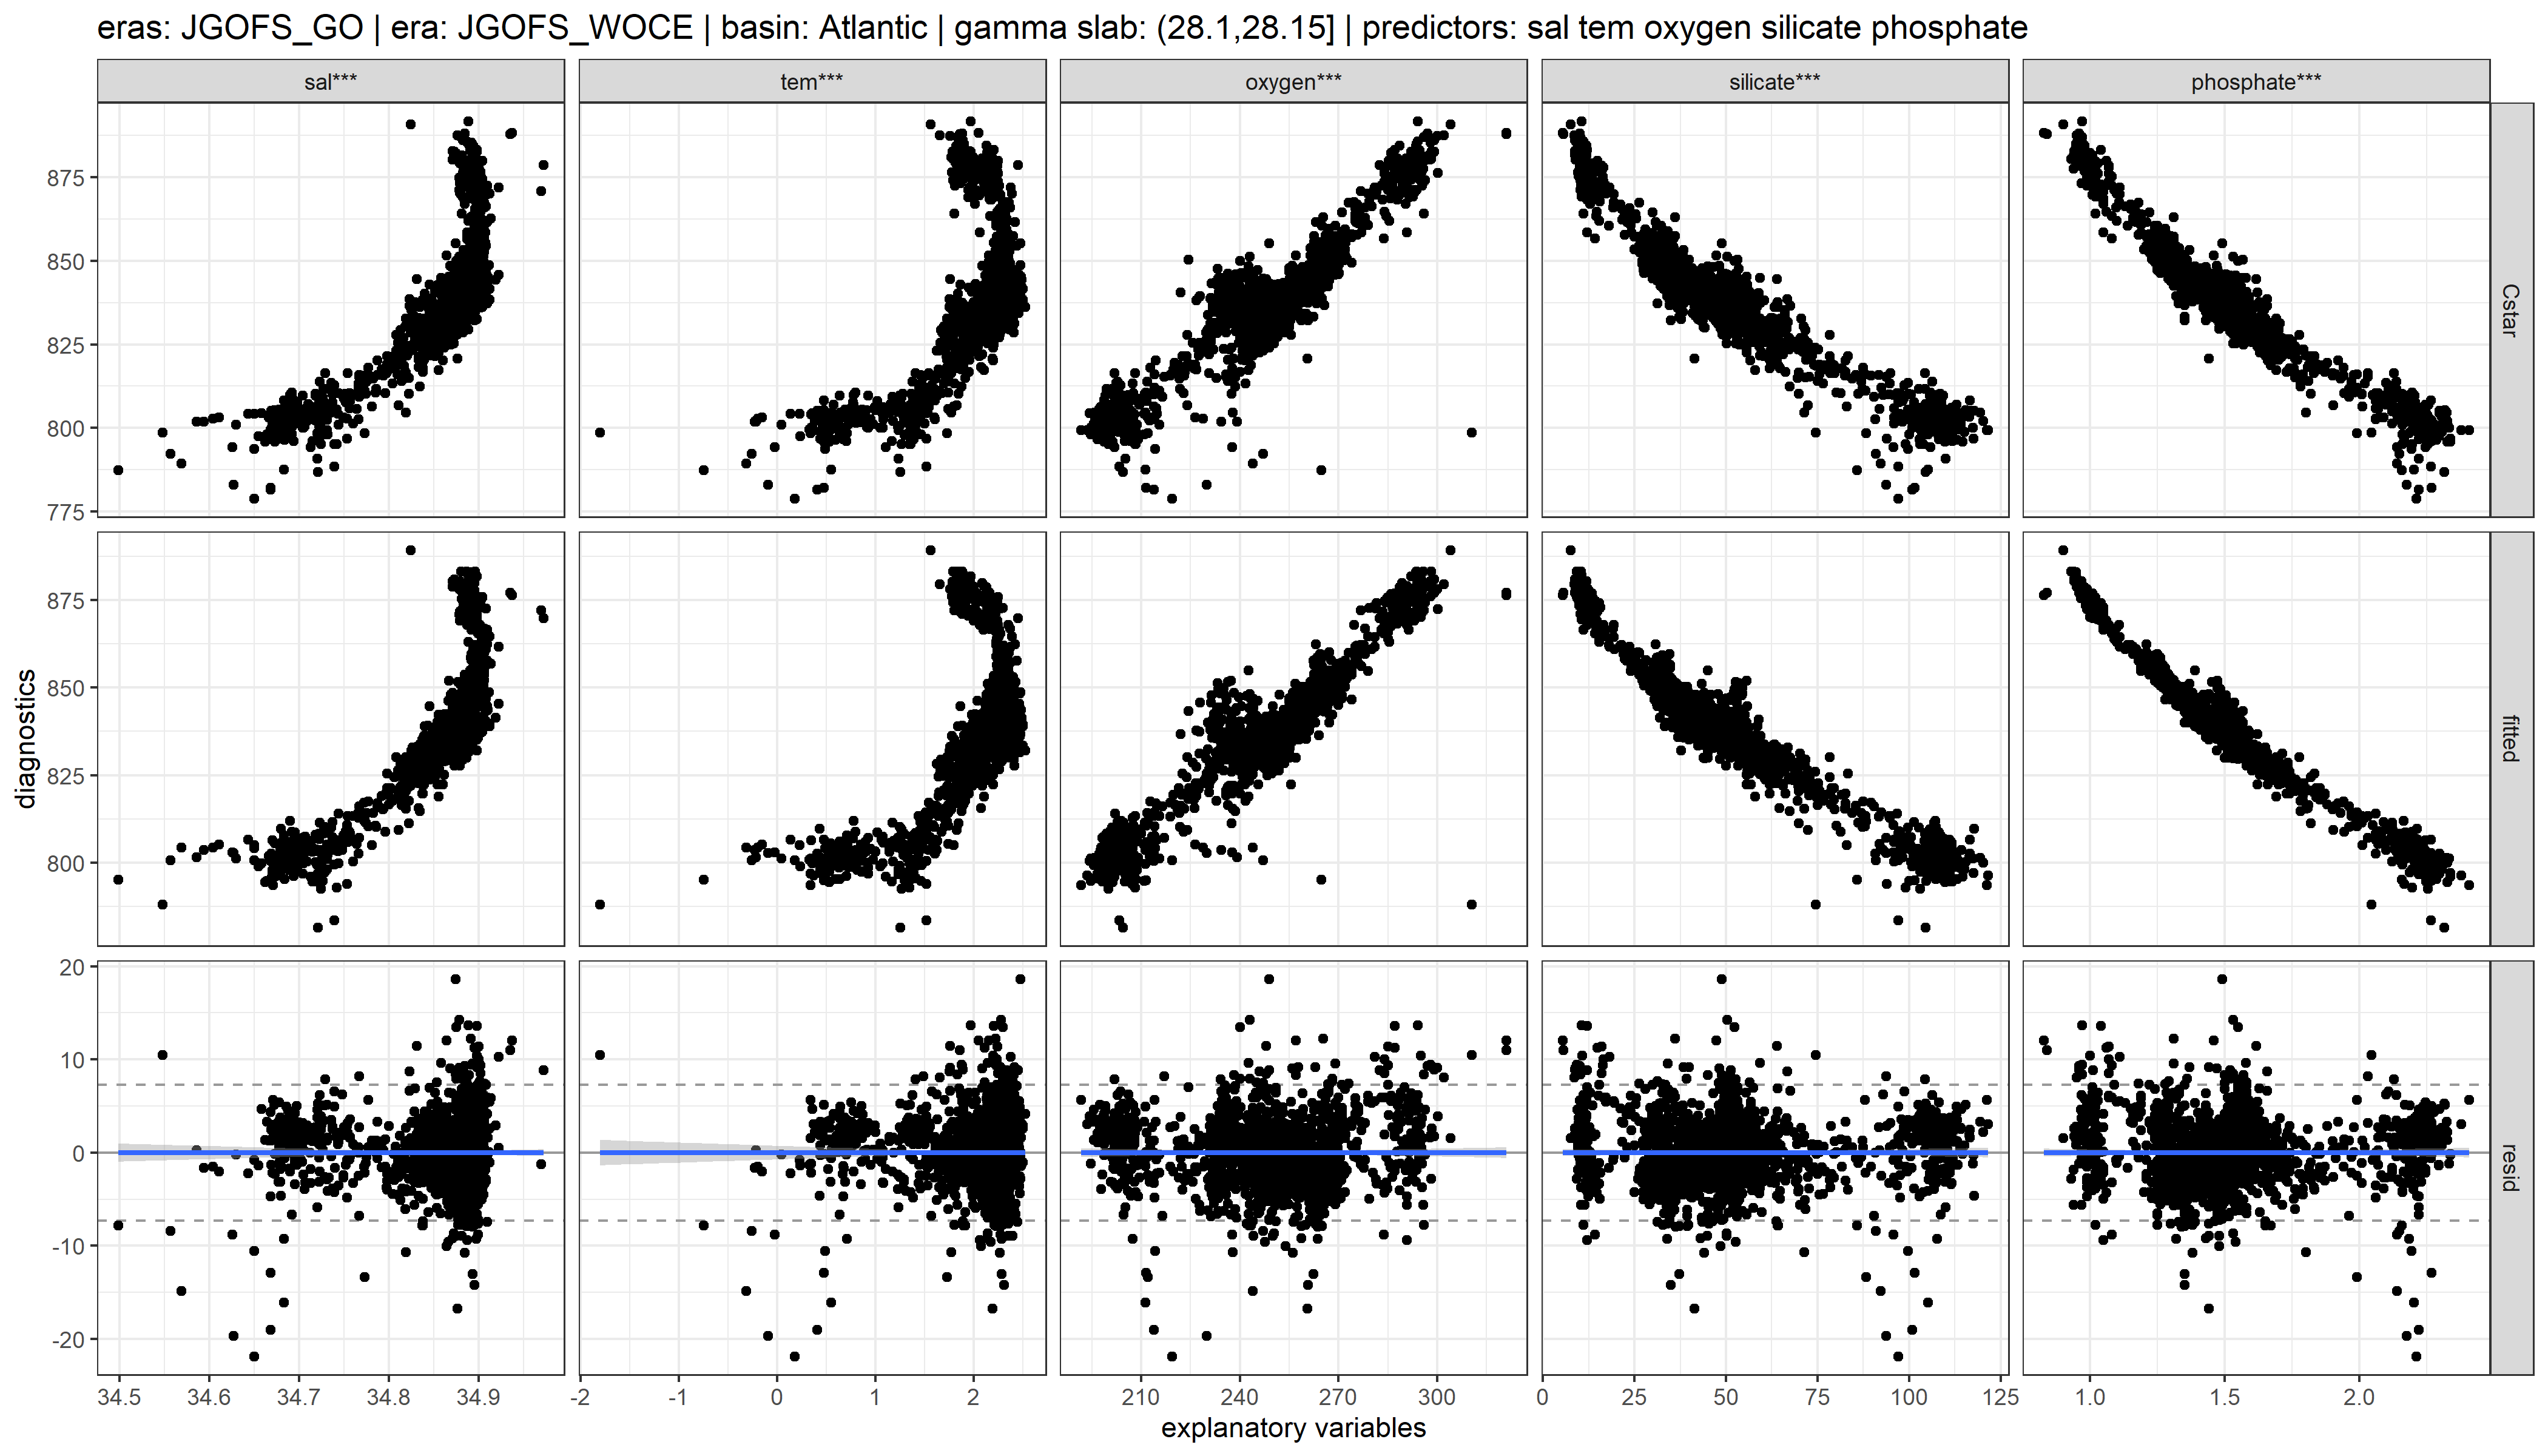 eras: JGOFS_GO | era: JGOFS_WOCE | basin: Atlantic | gamma slab: (28.1,28.15] | predictors: sal tem oxygen silicate phosphate
sal*** tem*** oxygen*** silicate*** phosphate***
875
850
825
800
775
Cstar
875
850
825
800
fitted
diagnostics
20
10
0
-10
-20
resid
34.5 34.6 34.7 34.8 34.9 -2 -1 0 1 2 210 240 270 300 0 25 50 75 100 125 1.0 1.5 2.0
explanatory variables